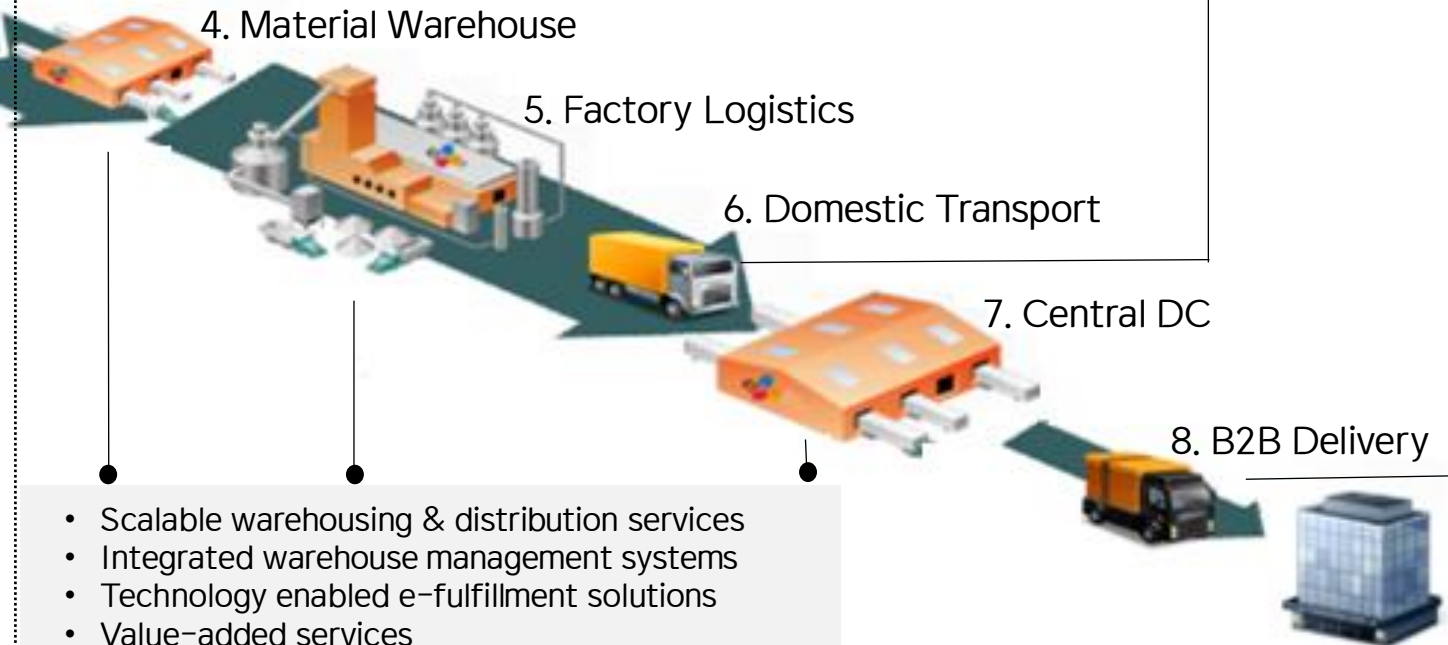 4. Material Warehouse
5. Factory Logistics
6. Domestic Transport
7. Central DC
8. B2B Delivery
• Scalable warehousing & distribution services
• Integrated warehouse management systems
• Technology enabled e-fulfillment solutions
• Value-added services